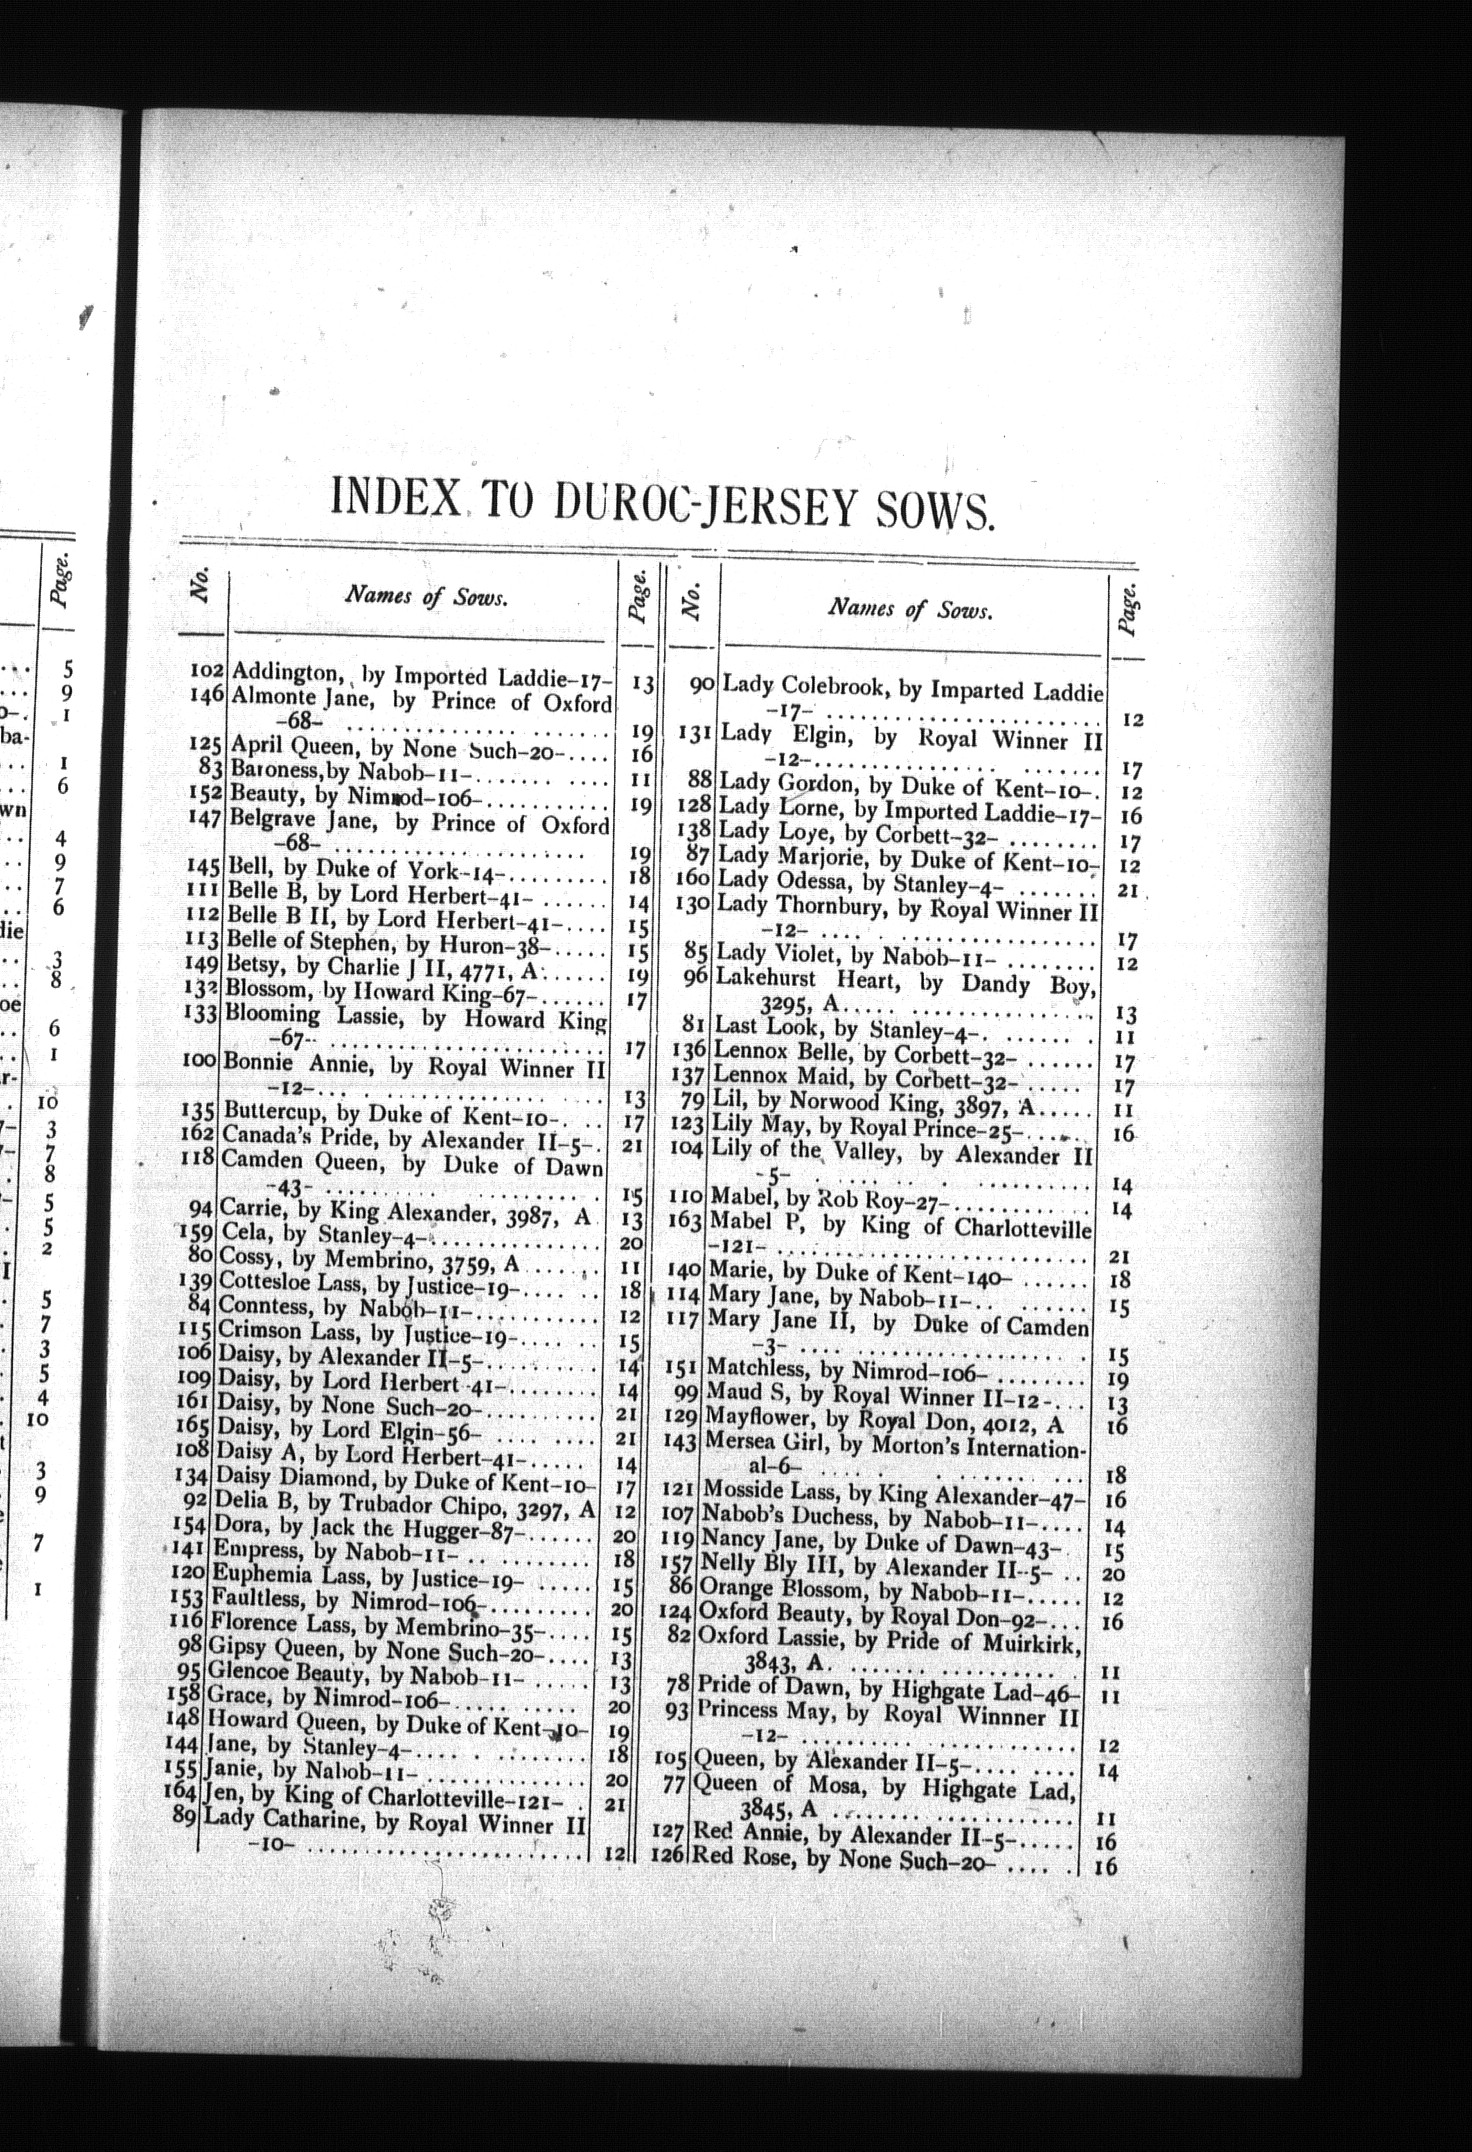 INDEX TO DUROC-JERSEY SOWS.
No. Names of Sows. Page.
102 Addington, by Imported Laddie-17- 13
146 Almonte Jane, by Prince of Oxford
-68- .................... 19
125 April Queen, by None Such-20-.... 16
83 Baroness, by Nabob-11-........... 11
152 Beauty, by Nimrod-106-........... 19
147 Belgrave Jane, by Prince of Oxford
-68- .................... 19
145 Bell, by Duke of York-14-......... 18
111 Belle B, by Lord Herbert-41- ...... 14
112 Belle B II, by Lord Herbert-41-.... 15
113 Belle of Stephen, by Huron-38-..... 15
149 Betsy, by Charlie J II, 4771, A....... 19
132 Blossom, by Howard King-67-...... 17
133 Blooming Lassie, by Howard King
-67- ........................ 17
100 Bonnie Annie, by Royal Winner II
-12-........................ 13
135 Buttercup, by Duke of Kent-10-. .. 17
162 Canada's Pride, by Alexander II-5-. 21
118 Camden Queen, by Duke of Dawn
-43- ........................ 15
94 Carrie, by King Alexander, 3987, A 13
159 Cela, by Stanley-4-............... 20
80 Cossy, by Membrino, 3759, A ...... 11
139 Cottesloe Lass, by Justice-19-...... 18
84 Conntess, by Nabob-11-........... 12
115 Crimson Lass, by Justice-19-...... 15
106 Daisy, by Alexander II-5-.......... 14
109 Daisy, by Lord Herbert-41-........ 14
161 Daisy, by None Such-20-.......... 21
165 Daisy, by Lord Elgin-56- ........ 21
108 Daisy A, by Lord Herbert-41-..... 14
134 Daisy Diamond, by Duke of Kent-10- 17
92 Delia B, by Trubador Chipo, 3297, A 12
154 Dora, by Jack the Hugger-87-...... 20
141 Empress, by Nabob-11- .......... 18
120 Euphemia Lass, by Justice-19- ..... 15
153 Faultless, by Nimrod-106-......... 20
116 Florence Lass, by Membrino-35-.... 15
98 Gipsy Queen, by None Such-20-.... 13
95 Glencoe Beauty, by Nabob-11- ..... 13
158 Grace, by Nimrod-106-........... 20
148 Howard Queen, by Duke of Kent-10- 19
144 Jane, by Stanley-4-............... 18
155 Janie, by Nabob-11-.............. 20
164 Jen, by King of Charlotteville-121- . 21
89 Lady Catharine, by Royal Winner II
-10- ........................ 12
No. Names of Sows. Page.
90 Lady Colebrook, by Imparted Laddie
-17- ........................ 12
131 Lady Elgin, by Royal Winner II
-12-........................ 17
88 Lady Gordon, by Duke of Kent-10-. 12
128 Lady Lorne, by Imported Laddie-17- 16
138 Lady Loye, by Corbett-32- ........ 17
87 Lady Marjorie, by Duke of Kent-10- 12
160 Lady Odessa, by Stanley-4- ....... 21
130 Lady Thornbury, by Royal Winner II
-12- ........................ 17
85 Lady Violet, by Nabob-11- ........ 12
96 Lakehurst Heart, by Dandy Boy,
3295, A..................... 13
81 Last Look, by Stanley-4-......... 11
136 Lennox Belle, by Corbett-32- ...... 17
137 Lennox Maid, by Corbett-32- ..... 17
79 Lil, by Norwood King, 3897, A..... 11
123 Lily May, by Royal Prince-25-..... 16
104 Lily of the Valley, by Alexander II
-5- ........................ 14
110 Mabel, by Rob Roy-27-............ 14
163 Mabel P, by King of Charlotteville
-121- ........................ 21
140 Marie, by Duke of Kent-140- ...... 18
114 Mary Jane, by Nabob-11-......... 15
117 Mary Jane II, by Duke of Camden
-3- ........................ 15
151 Matchless, by Nimrod-106- ........ 19
99 Maud S, by Royal Winner II-12-... 13
129 Mayflower, by Royal Don, 4012, A 16
143 Mersea Girl, by Morton's Internation-
al-6- ..................... 18
121 Mosside Lass, by King Alexander-47- 16
107 Nabob's Duchess, by Nabob-11-.... 14
119 Nancy Jane, by Duke of Dawn-43-. 15
157 Nelly Bly III, by Alexander II-5- .. 20
86 Orange Blossom, by Nabob-11-..... 12
124 Oxford Beauty, by Royal Don-92-... 16
82 Oxford Lassie, by Pride of Muirkirk,
3843, A..................... 11
78 Pride of Dawn, by Highgate Lad-46- 11
93 Princess May, by Royal Winnner II
-12- ........................ 12
105 Queen, by Alexander II-5-......... 14
77 Queen of Mosa, by Highgate Lad,
3845, A ..................... 11
127 Red Annie, by Alexander II-5-..... 16
126 Red Rose, by None Such-20- ..... 16